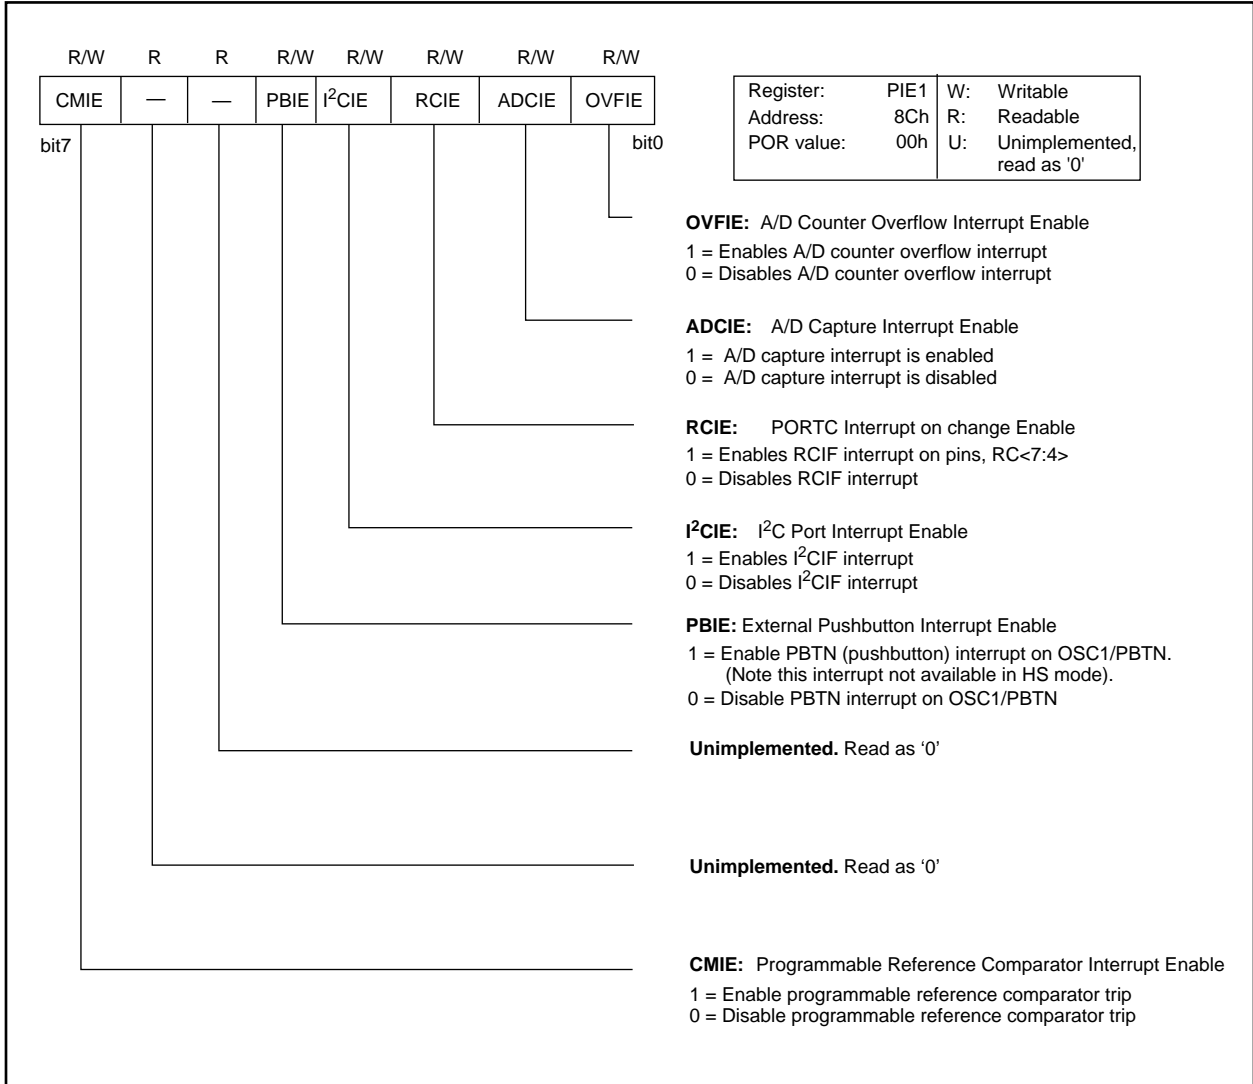 R/W R R R/W R/W R/W R/W R/W
CMIE — — PBIE I²CIE RCIE ADCIE OVFIE
bit7 bit0
Register: PIE1 W: Writable
Address: 8Ch R: Readable
POR value: 00h U: Unimplemented,
read as '0'
OVFIE: A/D Counter Overflow Interrupt Enable
1 = Enables A/D counter overflow interrupt
0 = Disables A/D counter overflow interrupt
ADCIE: A/D Capture Interrupt Enable
1 = A/D capture interrupt is enabled
0 = A/D capture interrupt is disabled
RCIE: PORTC Interrupt on change Enable
1 = Enables RCIF interrupt on pins, RC<7:4>
0 = Disables RCIF interrupt
I²CIE: I²C Port Interrupt Enable
1 = Enables I²CIF interrupt
0 = Disables I²CIF interrupt
PBIE: External Pushbutton Interrupt Enable
1 = Enable PBTN (pushbutton) interrupt on OSC1/PBTN.
(Note this interrupt not available in HS mode).
0 = Disable PBTN interrupt on OSC1/PBTN
Unimplemented. Read as ‘0’
Unimplemented. Read as ‘0’
CMIE: Programmable Reference Comparator Interrupt Enable
1 = Enable programmable reference comparator trip
0 = Disable programmable reference comparator trip